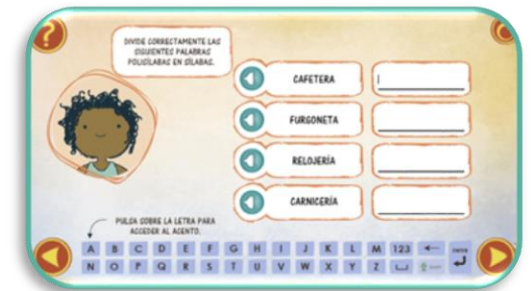 DIVIDE CORRECTAMENTE LAS
SIGUIENTES PALABRAS
POLISÍLABAS EN SÍLABAS.
CAFETERA
FURGONETA
RELOJERÍA
CARNICERÍA
PULSA SOBRE LA LETRA PARA
ACCEDER AL ACENTO.
A B C D E F G H I J K L M 123 ENTER
N O P Q R S T U V W X Y Z